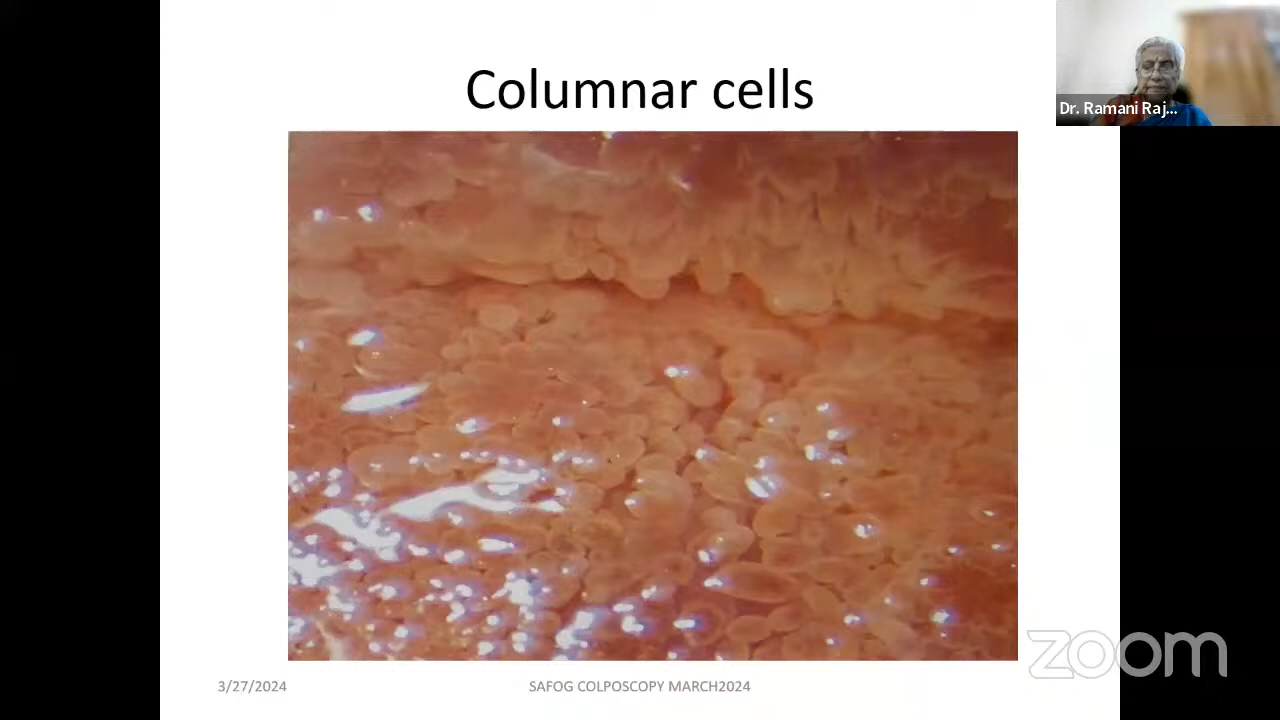 Columnar cells
Dr. Ramani Raj...
3/27/2024
SAFOG COLPOSCOPY MARCH2024
zoom